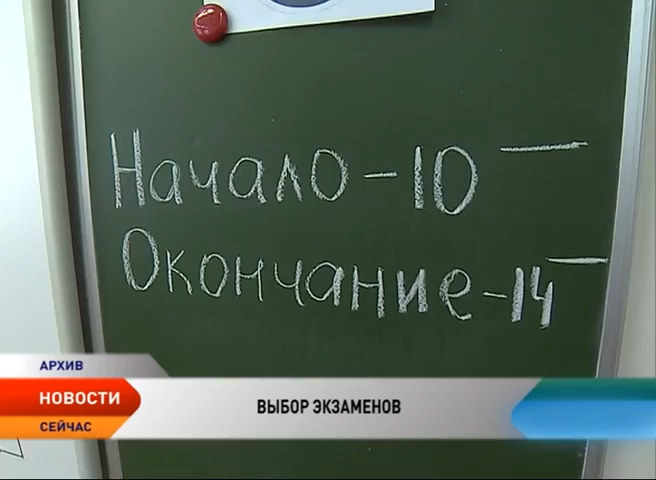 Начало - 10
Окончание - 14
АРХИВ
НОВОСТИ
СЕЙЧАС
ВЫБОР ЭКЗАМЕНОВ